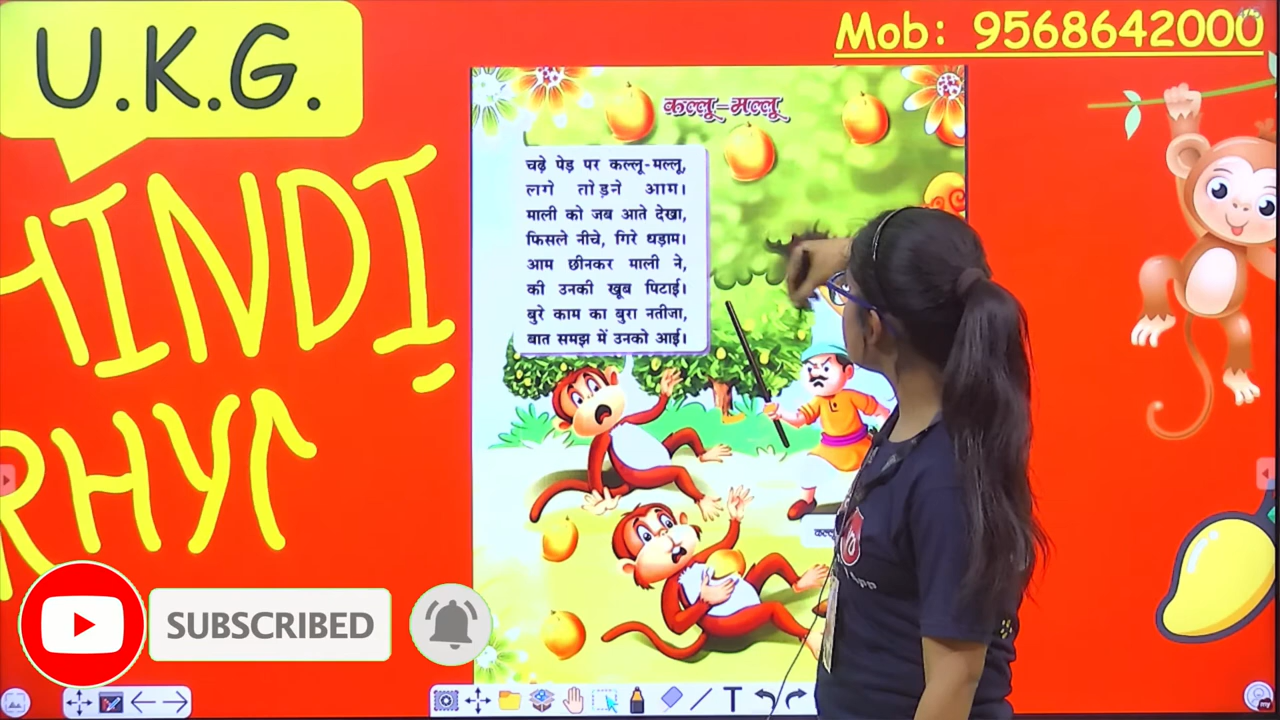 U.K.G.
Mob: 9568642000
HINDI
RHY
कल्लू-मल्लू
चढ़े पेड़ पर कल्लू-मल्लू,
लगे तोड़ने आम।
माली को जब आते देखा,
फिसले नीचे, गिरे धड़ाम।
आम छीनकर माली ने,
की उनकी खूब पिटाई।
बुरे काम का बुरा नतीजा,
बात समझ में उनको आई।
SUBSCRIBED
T